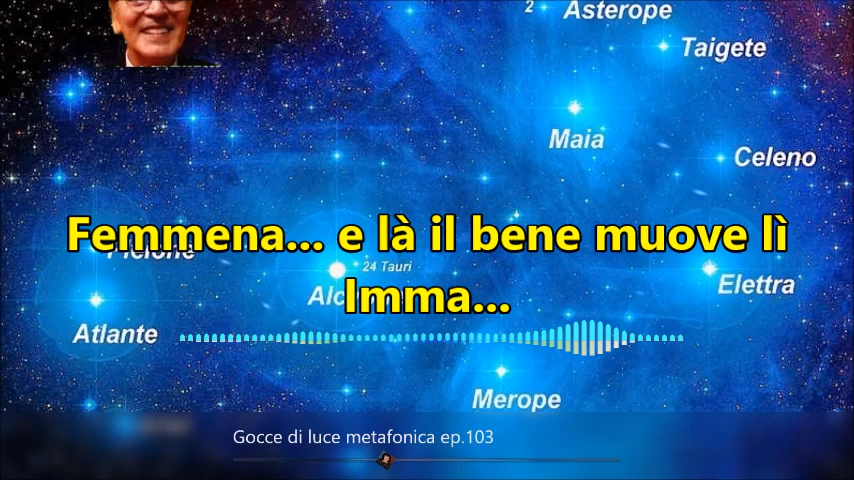 2 Asterope
Taigete
Maia
Celeno
Femmena... e là il bene muove lì
Imma...
24 Tauri
Elettra
Atlante
Merope
Gocce di luce metafonica ep.103